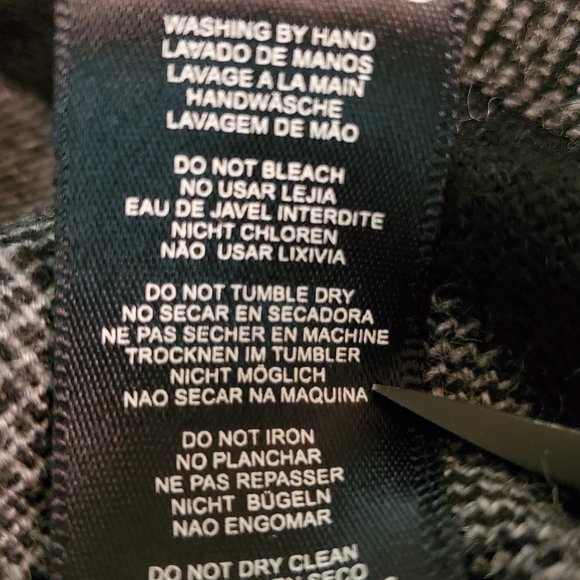 WASHING BY HAND
LAVADO DE MANOS
LAVAGE A LA MAIN
HANDWÄSCHE
LAVAGEM DE MÃO
DO NOT BLEACH
NO USAR LEJIA
EAU DE JAVEL INTERDITE
NICHT CHLOREN
NÃO USAR LIXIVIA
DO NOT TUMBLE DRY
NO SECAR EN SECADORA
NE PAS SECHER EN MACHINE
TROCKNEN IM TUMBLER
NICHT MÖGLICH
NAO SECAR NA MAQUINA
DO NOT IRON
NO PLANCHAR
NE PAS REPASSER
NICHT BÜGELN
NAO ENGOMAR
DO NOT DRY CLEAN
EN SECO